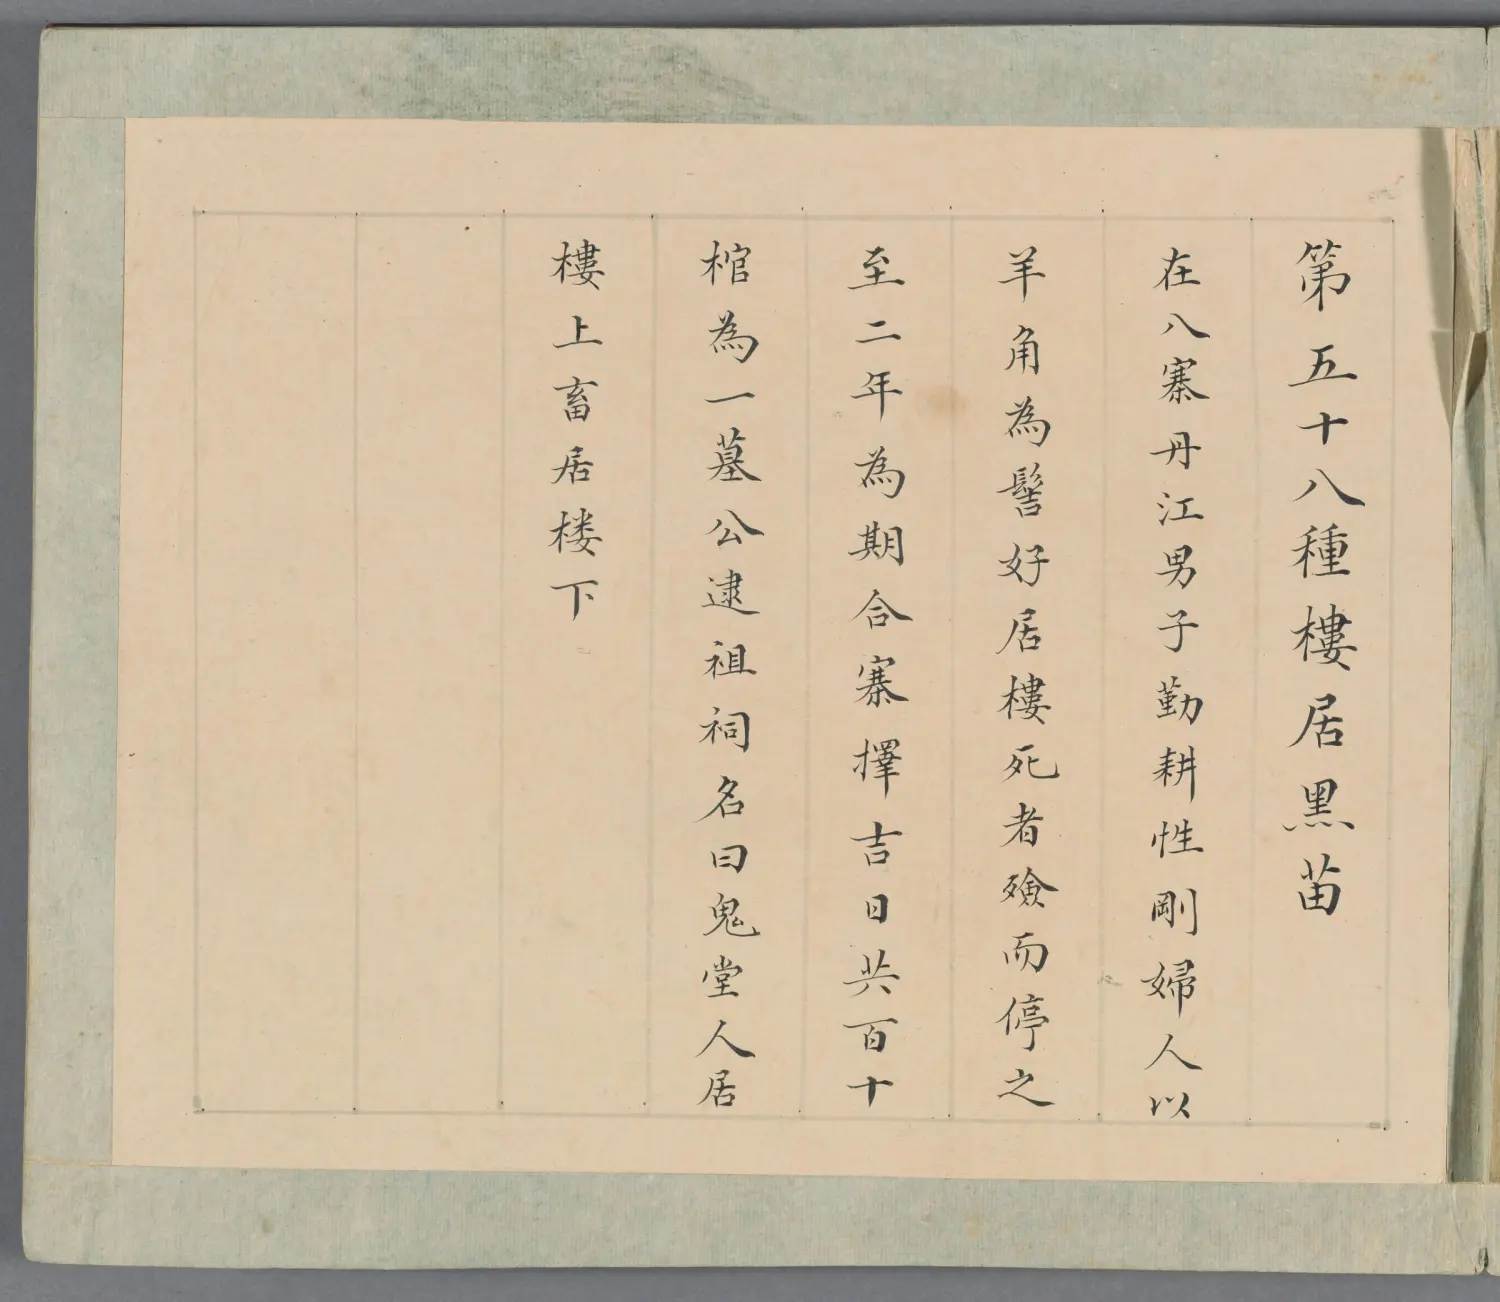 第五十八種樓居黑苗
在八寨丹江男子勤耕性剛婦人以
羊角為髻好居樓死者殮而停之
至二年為期合寨擇吉日共百十
棺為一墓公逮祖祠名曰鬼堂人居
樓上畜居楼下